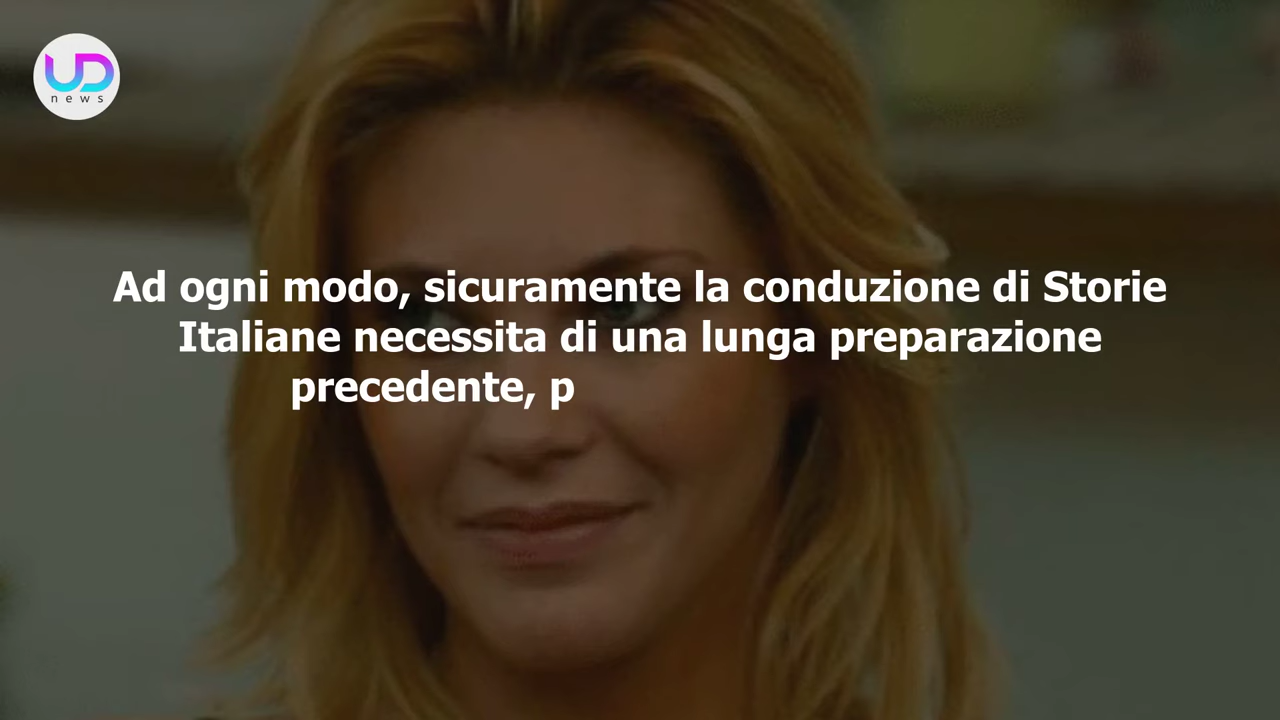 UD
news
Ad ogni modo, sicuramente la conduzione di Storie
Italiane necessita di una lunga preparazione
precedente, p